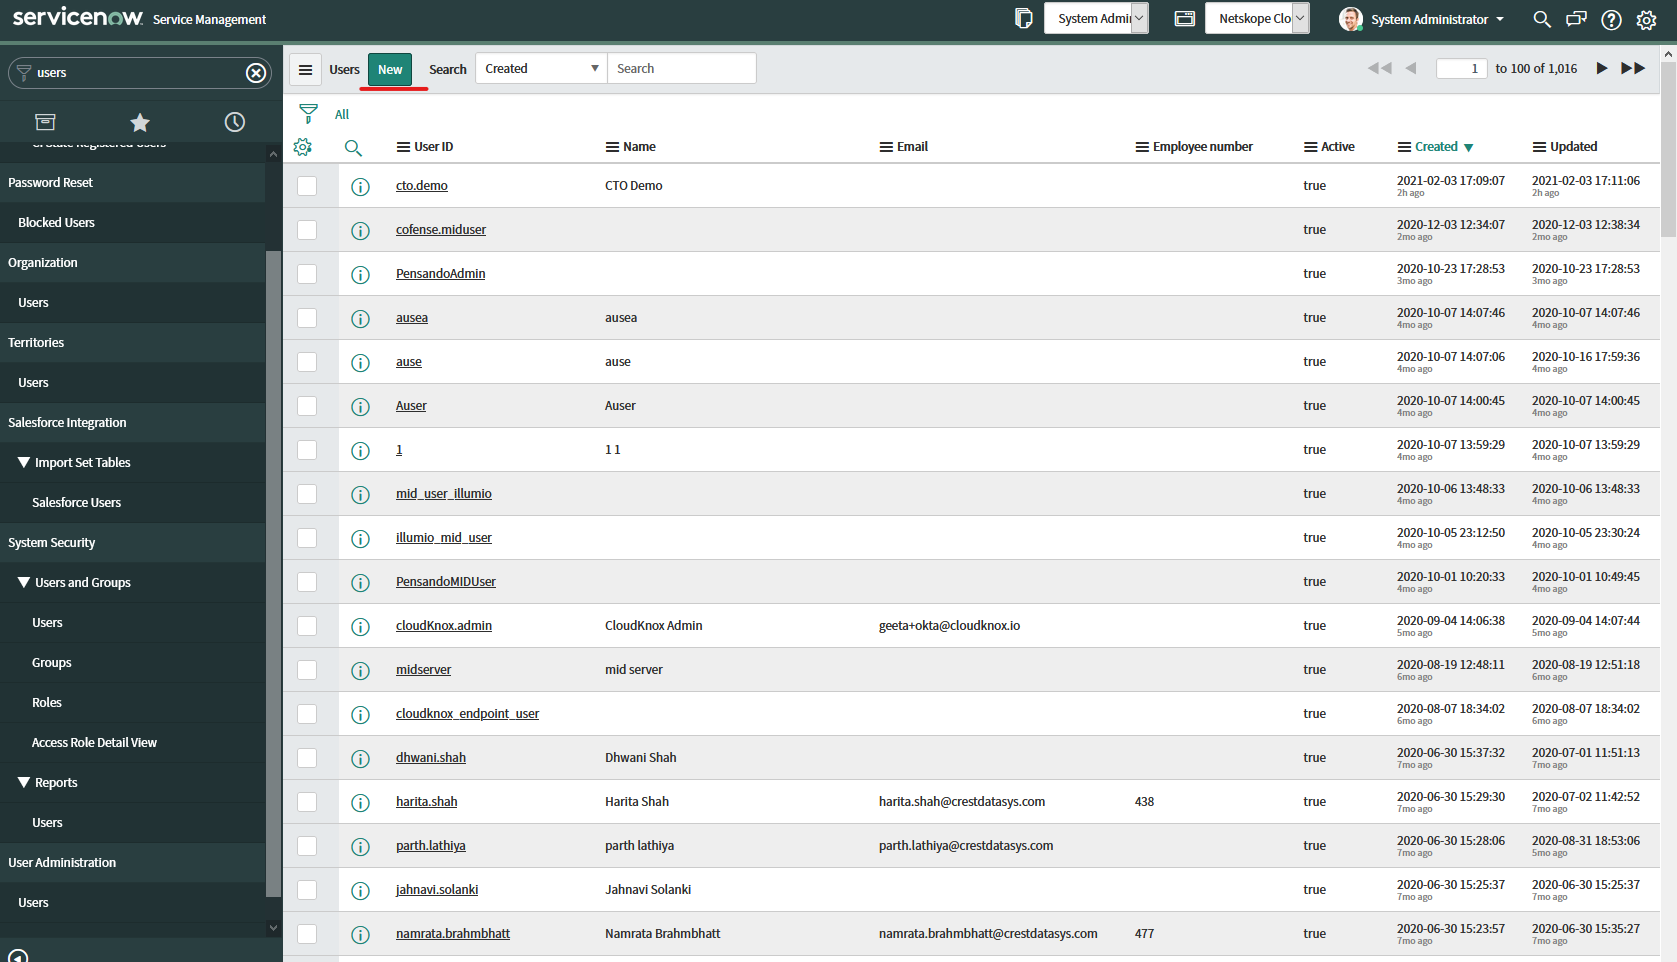 servicenow. Service Management
System Admi
Netskope Clo
System Administrator
users
CI State Registered Users
Password Reset
Blocked Users
Organization
Users
Territories
Users
Salesforce Integration
Import Set Tables
Salesforce Users
System Security
Users and Groups
Users
Groups
Roles
Access Role Detail View
Reports
Users
User Administration
Users
Users New Search Created Search 1 to 100 of 1,016
All
User ID Name Email Employee number Active Created Updated
cto.demo CTO Demo true 2021-02-03 17:09:07 2021-02-03 17:11:06
2h ago 2h ago
cofense.miduser true 2020-12-03 12:34:07 2020-12-03 12:38:34
2mo ago 2mo ago
PensandoAdmin true 2020-10-23 17:28:53 2020-10-23 17:28:53
3mo ago 3mo ago
ausea ausea true 2020-10-07 14:07:46 2020-10-07 14:07:46
4mo ago 4mo ago
ause ause true 2020-10-07 14:07:06 2020-10-16 17:59:36
4mo ago 4mo ago
Auser Auser true 2020-10-07 14:00:45 2020-10-07 14:00:45
4mo ago 4mo ago
1 1 1 true 2020-10-07 13:59:29 2020-10-07 13:59:29
4mo ago 4mo ago
mid_user_illumio true 2020-10-06 13:48:33 2020-10-06 13:48:33
4mo ago 4mo ago
illumio_mid_user true 2020-10-05 23:12:50 2020-10-05 23:30:24
4mo ago 4mo ago
PensandoMIDUser true 2020-10-01 10:20:33 2020-10-01 10:49:45
4mo ago 4mo ago
cloudKnox.admin CloudKnox Admin geeta+okta@cloudknox.io true 2020-09-04 14:06:38 2020-09-04 14:07:44
5mo ago 5mo ago
midserver mid server true 2020-08-19 12:48:11 2020-08-19 12:51:18
6mo ago 6mo ago
cloudknox_endpoint_user true 2020-08-07 18:34:02 2020-08-07 18:34:02
6mo ago 6mo ago
dhwani.shah Dhwani Shah true 2020-06-30 15:37:32 2020-07-01 11:51:13
7mo ago 7mo ago
harita.shah Harita Shah harita.shah@crestdatasys.com 438 true 2020-06-30 15:29:30 2020-07-02 11:42:52
7mo ago 7mo ago
parth.lathiya parth lathiya parth.lathiya@crestdatasys.com true 2020-06-30 15:28:06 2020-08-31 18:53:06
7mo ago 5mo ago
jahnavi.solanki Jahnavi Solanki true 2020-06-30 15:25:37 2020-06-30 15:25:37
7mo ago 7mo ago
namrata.brahmbhatt Namrata Brahmbhatt namrata.brahmbhatt@crestdatasys.com 477 true 2020-06-30 15:23:57 2020-06-30 15:35:27
7mo ago 7mo ago